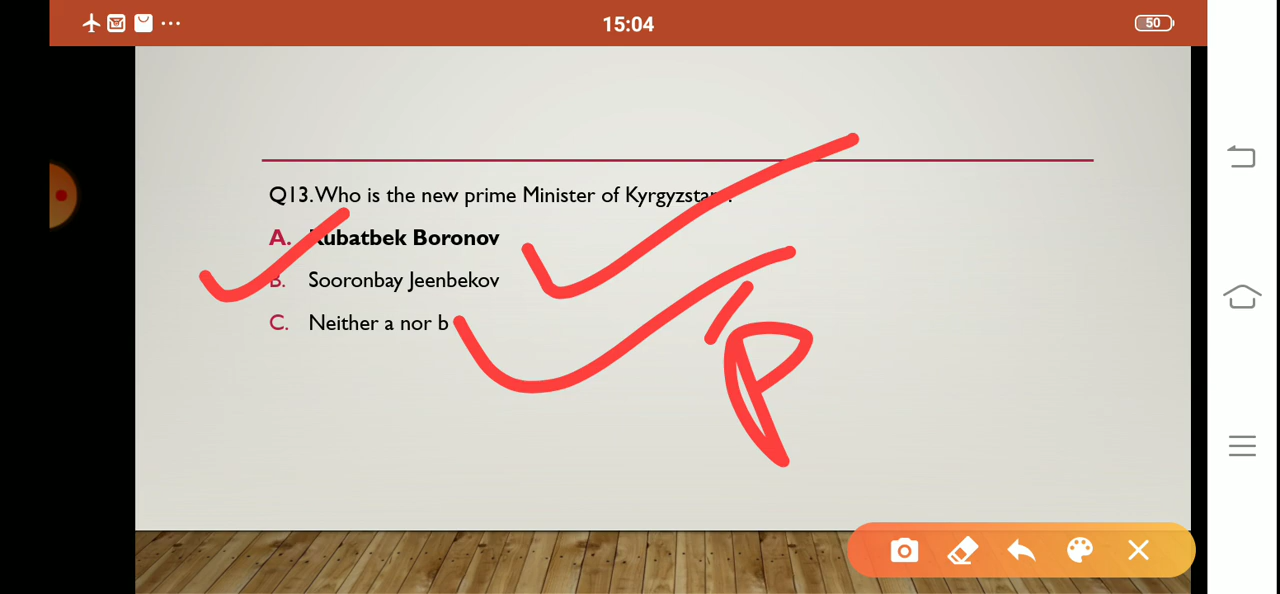 15:04
50
Q13. Who is the new prime Minister of Kyrgyzstan
A. Kubatbek Boronov
B. Sooronbay Jeenbekov
C. Neither a nor b
P